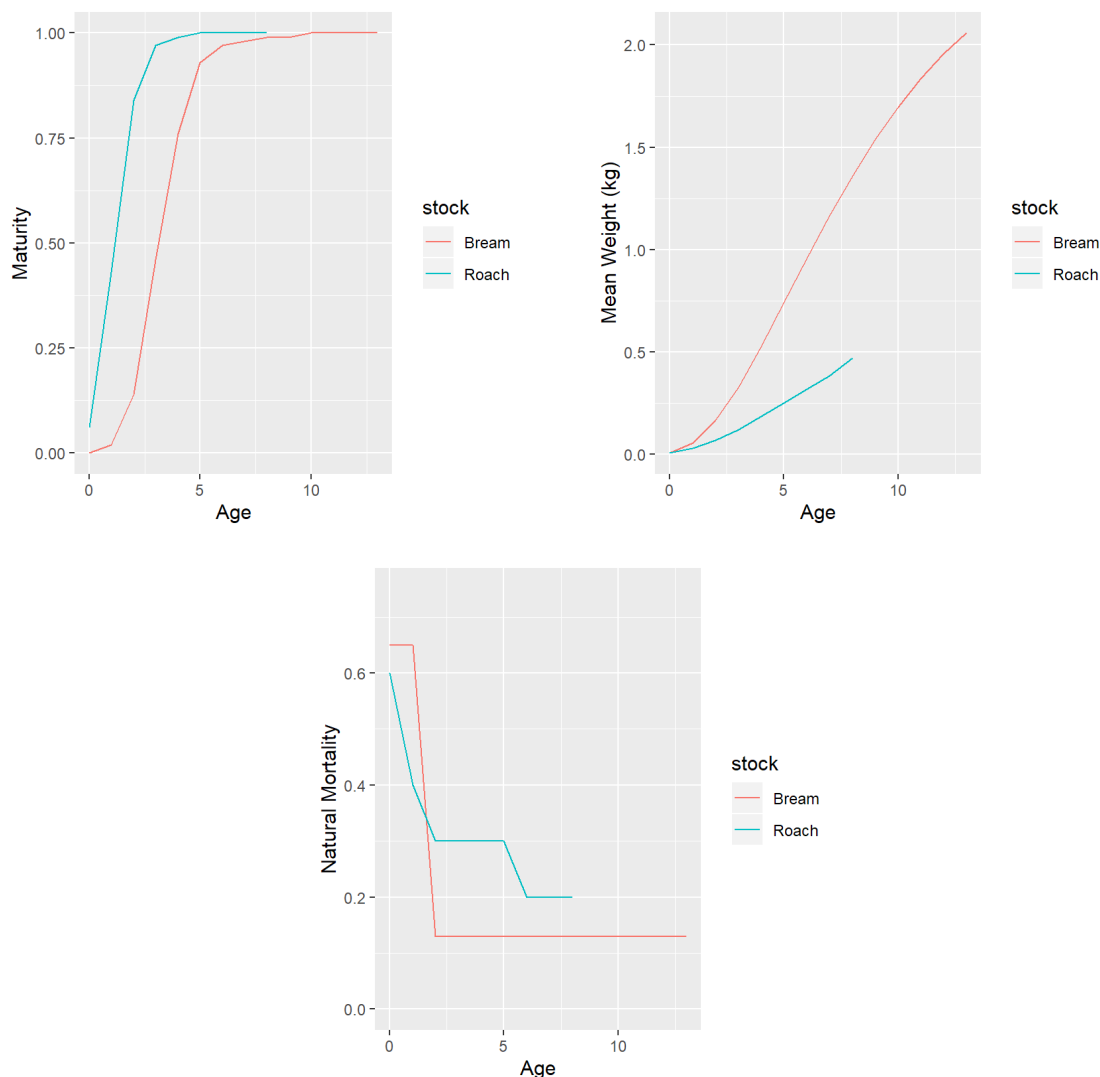 Maturity
1.00
0.75
0.50
0.25
0.00
0 5 10
Age
stock
Bream
Roach
Mean Weight (kg)
2.0
1.5
1.0
0.5
0.0
0 5 10
Age
stock
Bream
Roach
Natural Mortality
0.6
0.4
0.2
0.0
0 5 10
Age
stock
Bream
Roach